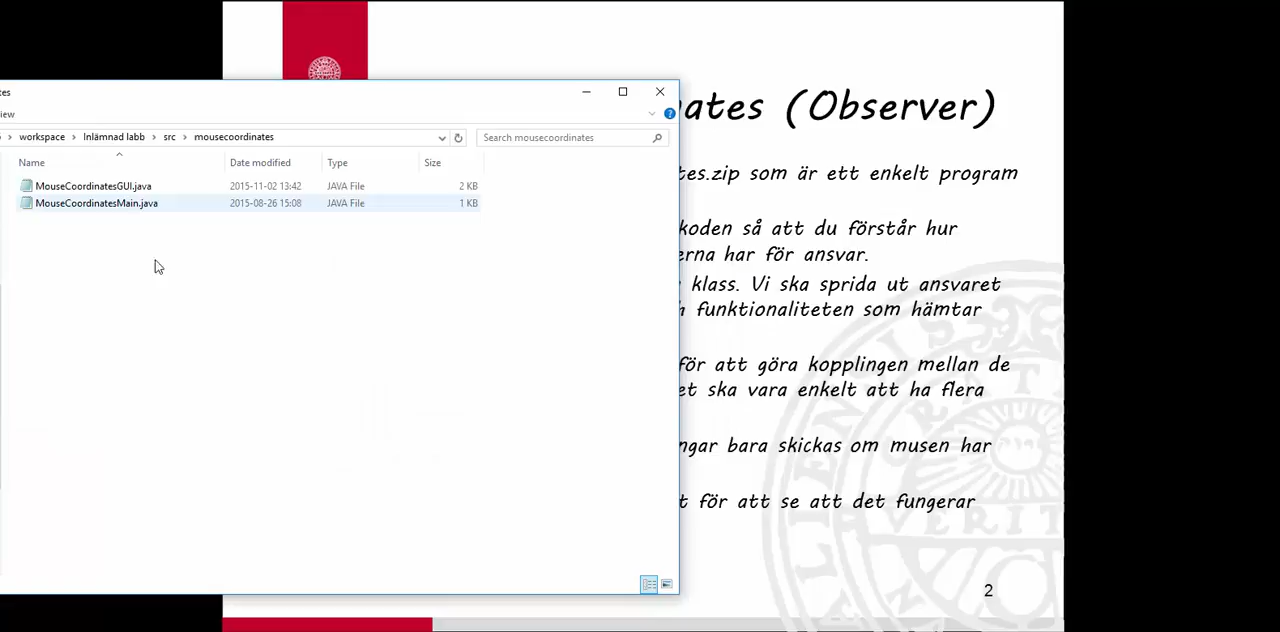 tes
iew
workspace > Inlämnad labb > src > mousecoordinates
Search mousecoordinates
Name Date modified Type Size
MouseCoordinatesGUI.java 2015-11-02 13:42 JAVA File 2 KB
MouseCoordinatesMain.java 2015-08-26 15:08 JAVA File 1 KB
nates (Observer)
tes.zip som är ett enkelt program
koden så att du förstår hur
erna har för ansvar.
klass. Vi ska sprida ut ansvaret
funktionaliteten som hämtar
för att göra kopplingen mellan de
et ska vara enkelt att ha flera
ngar bara skickas om musen har
t för att se att det fungerar
2